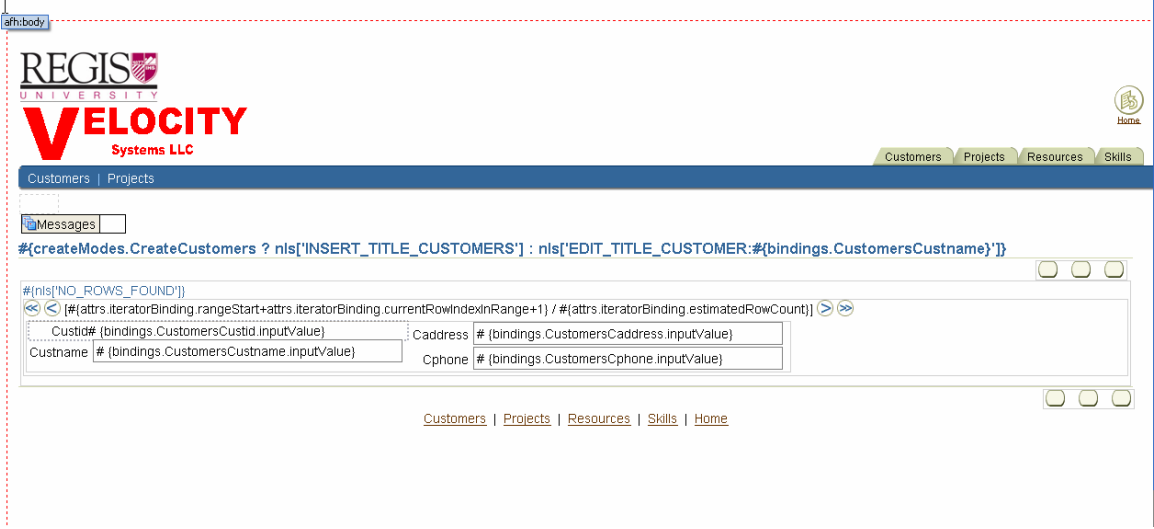 afh:body
REGIS
UNIVERSITY
VELOCITY
Systems LLC
Home
Customers Projects Resources Skills
Customers | Projects
Messages
#{createModes.CreateCustomers ? nls['INSERT_TITLE_CUSTOMERS'] : nls['EDIT_TITLE_CUSTOMER:#{bindings.CustomersCustname}']}
#{nls['NO_ROWS_FOUND']}
[#{attrs.iteratorBinding.rangeStart+attrs.iteratorBinding.currentRowIndexInRange+1} / #{attrs.iteratorBinding.estimatedRowCount}]
Custid# {bindings.CustomersCustid.inputValue}
Caddress # {bindings.CustomersCaddress.inputValue}
Custname # {bindings.CustomersCustname.inputValue}
Cphone # {bindings.CustomersCphone.inputValue}
Customers | Projects | Resources | Skills | Home